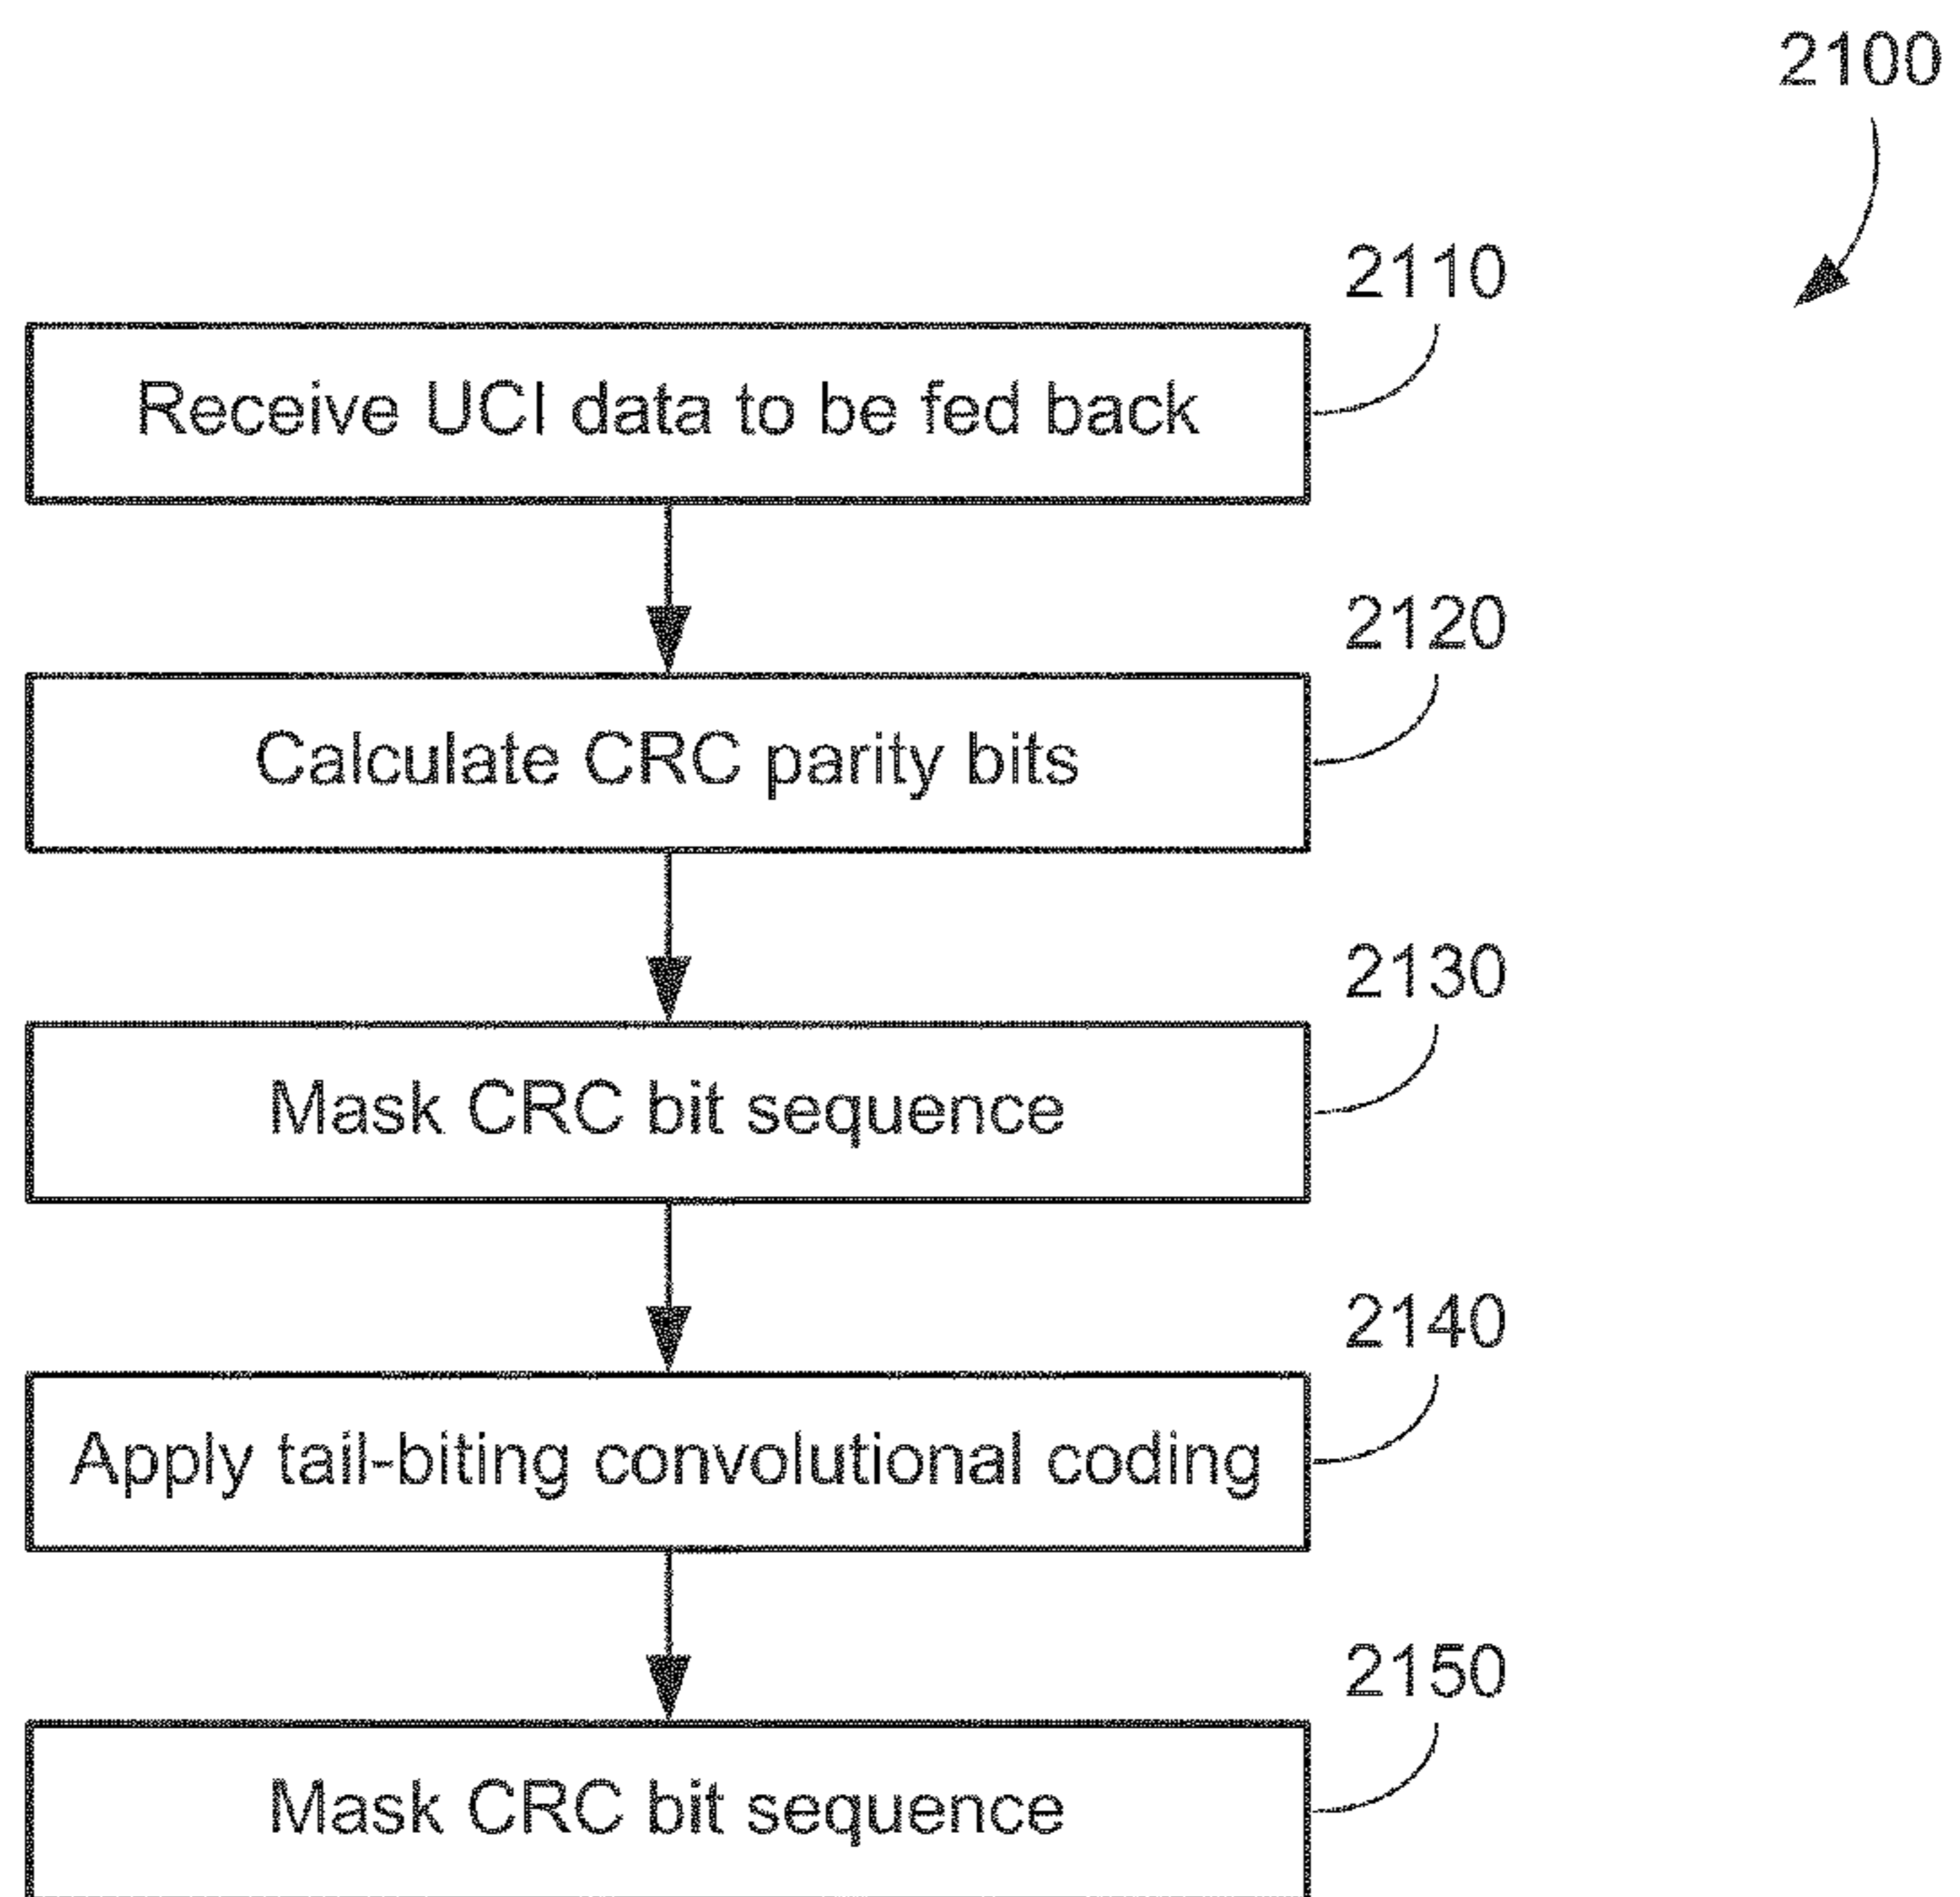 2100
2110
Receive UCI data to be fed back
2120
Calculate CRC parity bits
2130
Mask CRC bit sequence
2140
Apply tail-biting convolutional coding
2150
Mask CRC bit sequence